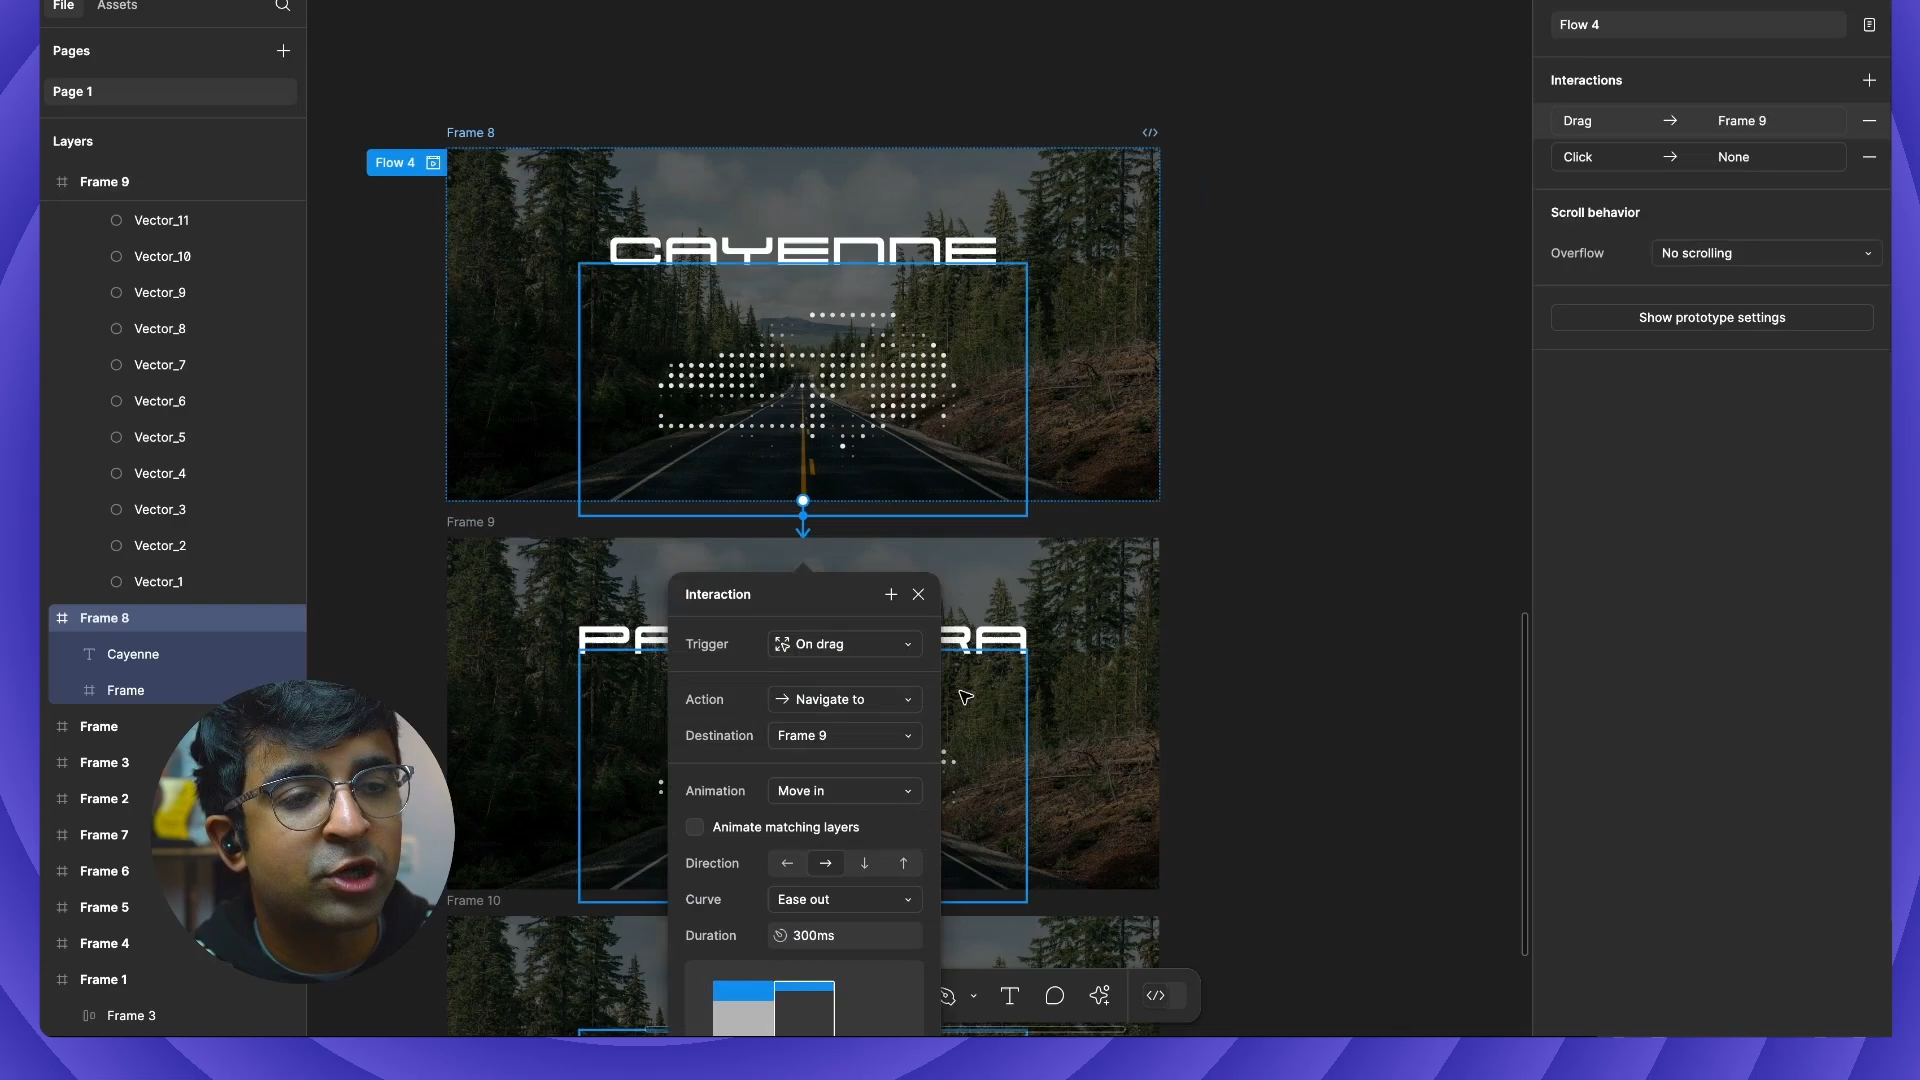 File Assets
Pages
Page 1
Layers
Frame 9
Vector_11
Vector_10
Vector_9
Vector_8
Vector_7
Vector_6
Vector_5
Vector_4
Vector_3
Vector_2
Vector_1
Frame 8
Cayenne
Frame
Frame
Frame 3
Frame 2
Frame 7
Frame 6
Frame 5
Frame 4
Frame 1
Frame 3
Frame 8
Flow 4
CAYENNE
Frame 9
PA RA
Frame 10
Interaction
Trigger On drag
Action Navigate to
Destination Frame 9
Animation Move in
Animate matching layers
Direction
Curve Ease out
Duration 300ms
Flow 4
Interactions
Drag Frame 9
Click None
Scroll behavior
Overflow No scrolling
Show prototype settings